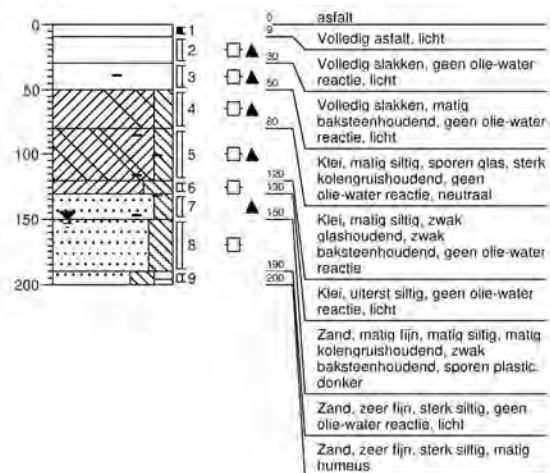 0
50
100
150
200
1
2
3
4
5
6
7
8
9
0
9
30
50
80
120
130
150
190
200
asfalt
Volledig asfalt, licht
Volledig slakken, geen olie-water
reactie, licht
Volledig slakken, matig
baksteenhoudend, geen olie-water
reactie, licht
Klei, matig siltig, sporen glas, sterk
kolengruishoudend, geen
olie-water reactie, neutraal
Klei, matig siltig, zwak
glashoudend, zwak
baksteenhoudend, geen olie-water
reactie
Klei, uiterst siltig, geen olie-water
reactie, licht
Zand, matig fijn, matig siltig, matig
kolengruishoudend, zwak
baksteenhoudend, sporen plastic,
donker
Zand, zeer fijn, sterk siltig, geen
olie-water reactie, licht
Zand, zeer fijn, sterk siltig, matig
humeus